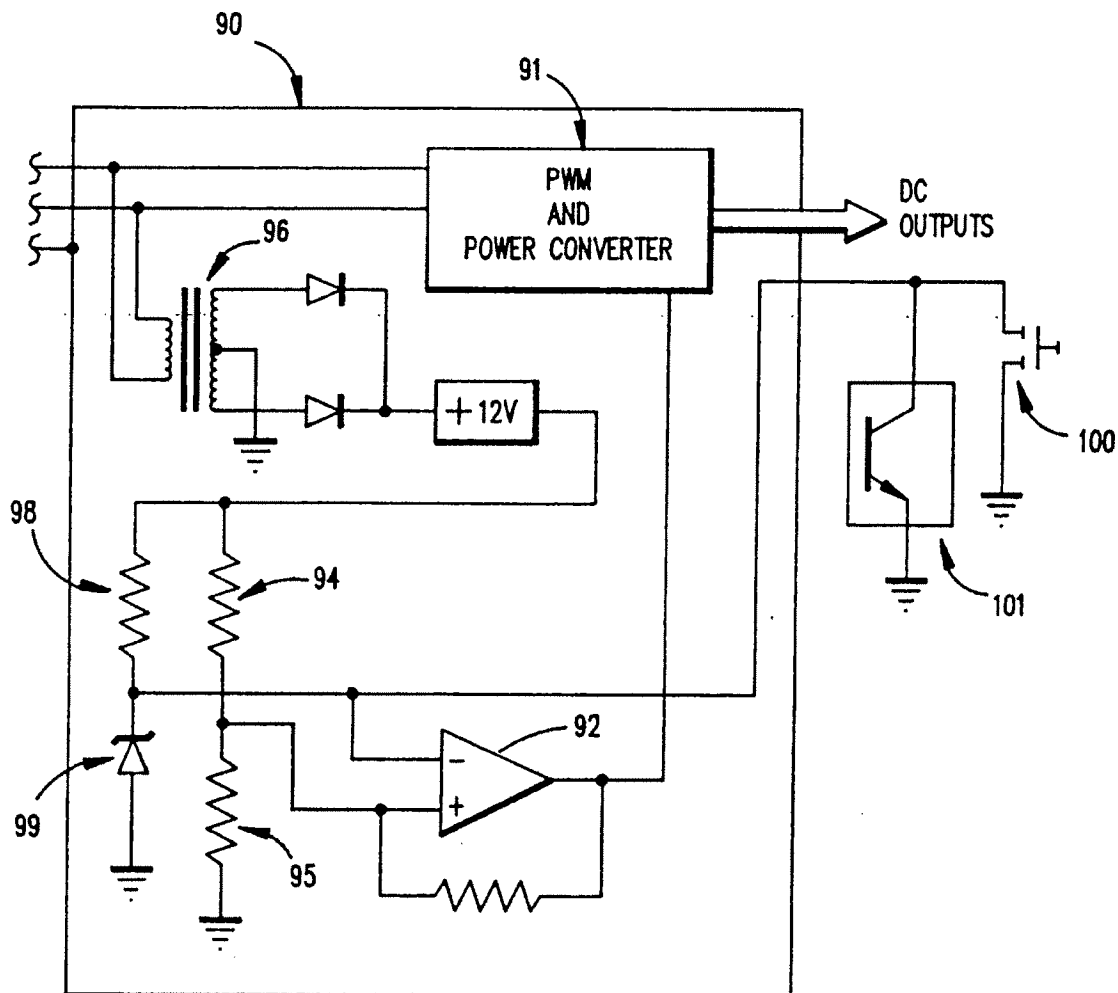 90
91
PWM
AND
POWER CONVERTER
DC
OUTPUTS
96
+ 12V
100
98
94
101
92
-
+
99
95